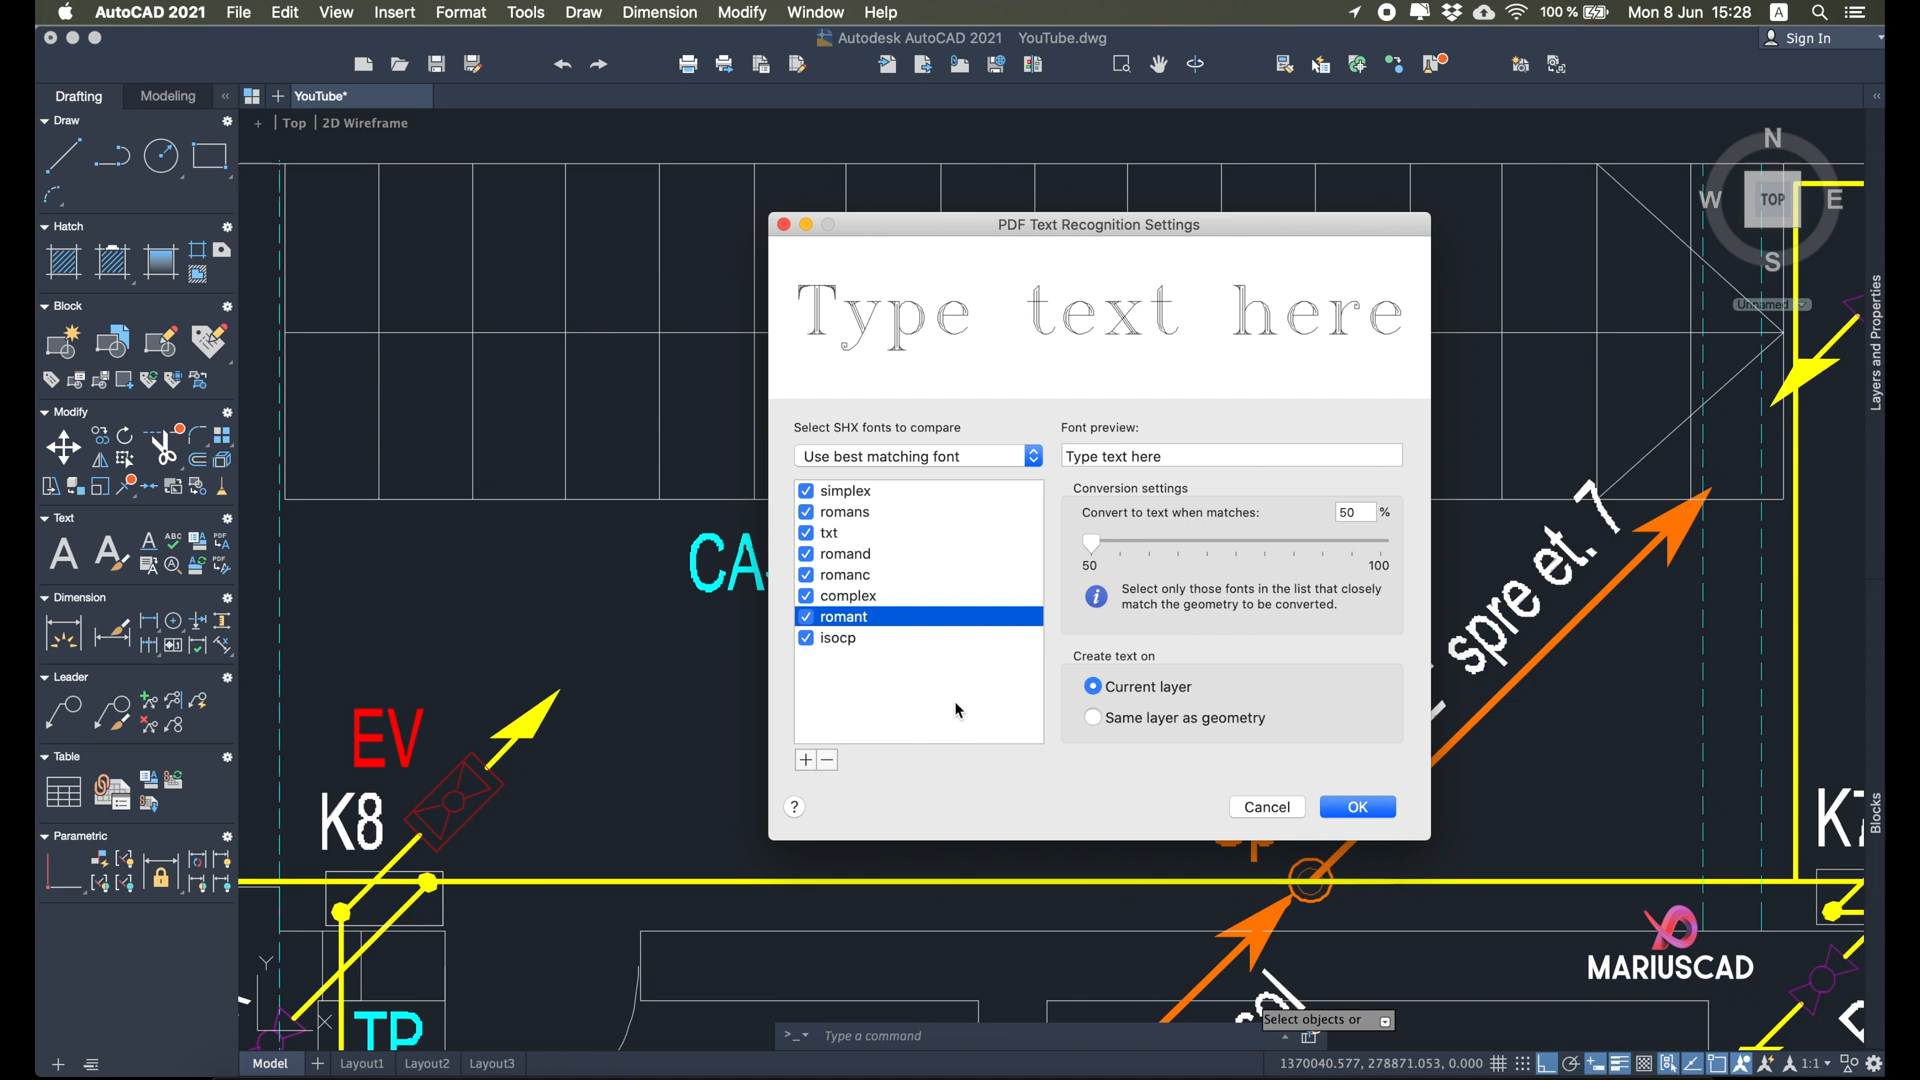 AutoCAD 2021 File Edit View Insert Format Tools Draw Dimension Modify Window Help 100 % Mon 8 Jun 15:28 A
Autodesk AutoCAD 2021 YouTube.dwg
Sign In
Drafting Modeling YouTube*
Draw
+ | Top | 2D Wireframe
N
W TOP E
S
Unnamed
Hatch
Block
Modify
Text
Dimension
Leader
Table
Parametric
PDF Text Recognition Settings
Type text here
Select SHX fonts to compare
Use best matching font
simplex
romans
txt
romand
romanc
complex
romant
isocp
Font preview:
Type text here
Conversion settings
Convert to text when matches: 50 %
50 100
Select only those fonts in the list that closely
match the geometry to be converted.
Create text on
Current layer
Same layer as geometry
? Cancel OK
Layers and Properties
Blocks
spre et. 7
EV
K8
TP
MARIUSCAD
X
Y
Select objects or
>_ Type a command
Model Layout1 Layout2 Layout3
1370040.577, 278871.053, 0.000 1:1